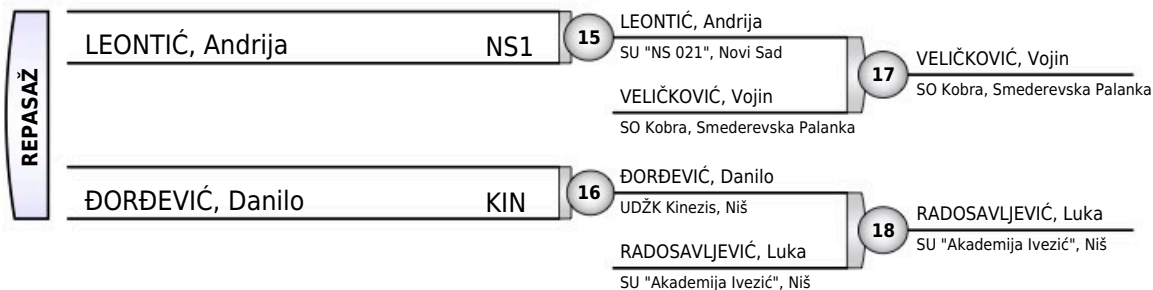 REPASAŽ
LEONTIĆ, Andrija NS1
15
LEONTIĆ, Andrija
SU "NS 021", Novi Sad
VELIČKOVIĆ, Vojin
SO Kobra, Smederevska Palanka
17
VELIČKOVIĆ, Vojin
SO Kobra, Smederevska Palanka
ĐORĐEVIĆ, Danilo KIN
16
ĐORĐEVIĆ, Danilo
UDŽK Kinezis, Niš
RADOSAVLJEVIĆ, Luka
SU "Akademija Ivezić", Niš
18
RADOSAVLJEVIĆ, Luka
SU "Akademija Ivezić", Niš